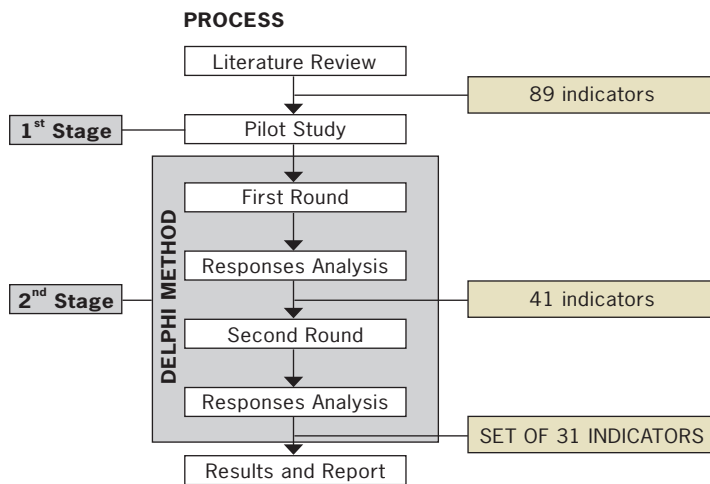 PROCESS
Literature Review
89 indicators
1st Stage
Pilot Study
DELPHI METHOD
First Round
Responses Analysis
2nd Stage
41 indicators
Second Round
Responses Analysis
SET OF 31 INDICATORS
Results and Report